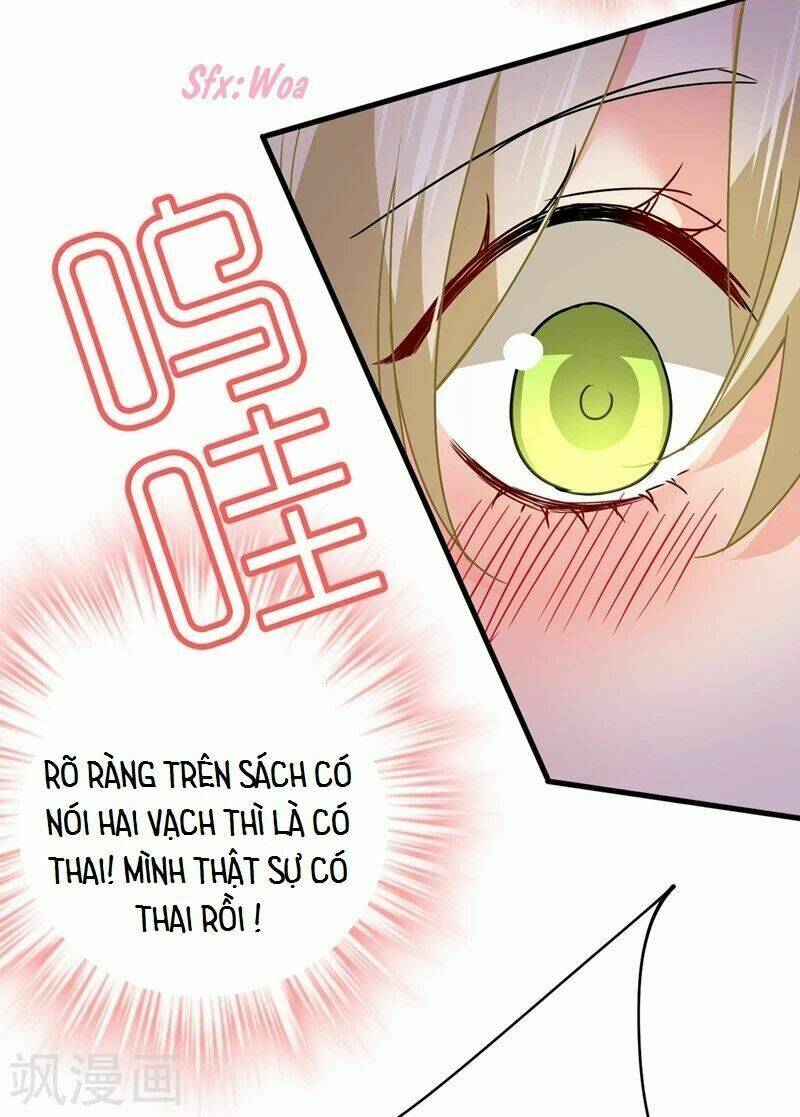 Sfx: Woa
呜
哇
RÕ RÀNG TRÊN SÁCH CÓ
NÓI HAI VẠCH THÌ LÀ CÓ
THAI! MÌNH THẬT SỰ CÓ
THAI RỒI !
飒漫画